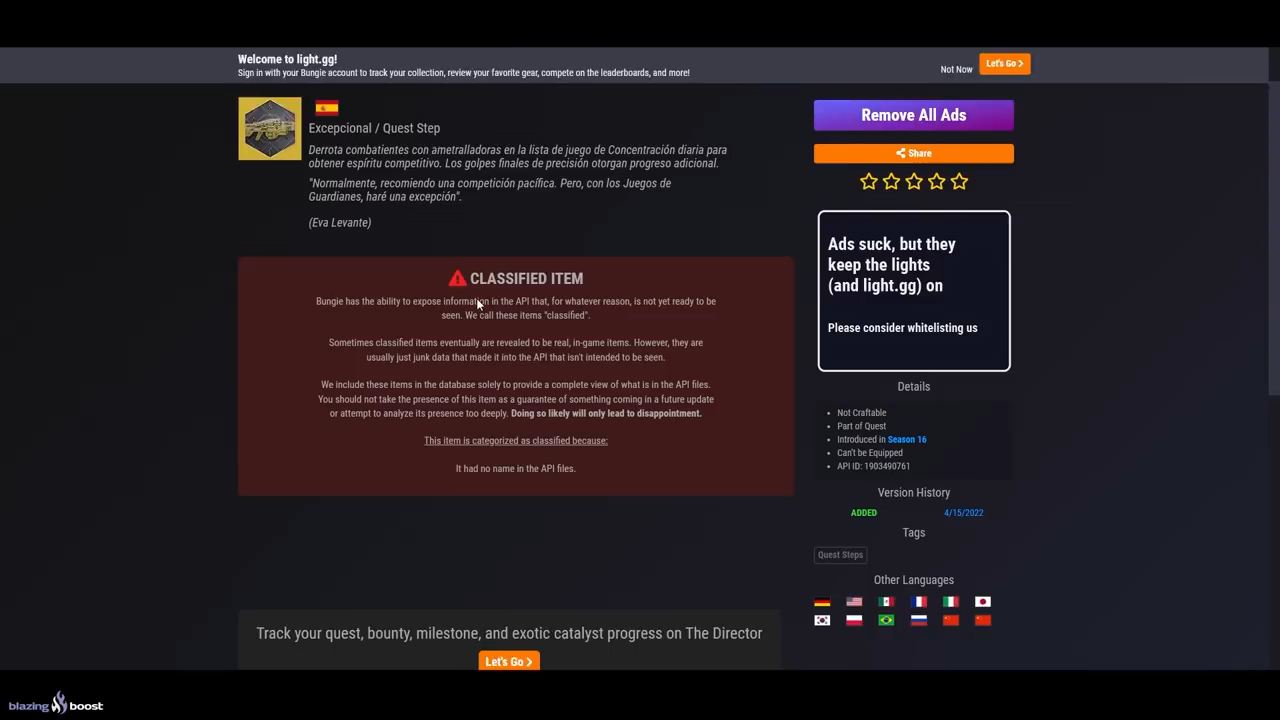 Welcome to light.gg!
Sign in with your Bungie account to track your collection, review your favorite gear, compete on the leaderboards, and more!
Not Now
Let's Go
Excepcional / Quest Step
Derrota combatientes con ametralladoras en la lista de juego de Concentración diaria para
obtener espíritu competitivo. Los golpes finales de precisión otorgan progreso adicional.
"Normalmente, recomiendo una competición pacífica. Pero, con los Juegos de
Guardianes, haré una excepción".
(Eva Levante)
CLASSIFIED ITEM
Bungie has the ability to expose information in the API that, for whatever reason, is not yet ready to be
seen. We call these items "classified".
Sometimes classified items eventually are revealed to be real, in-game items. However, they are
usually just junk data that made it into the API that isn't intended to be seen.
We include these items in the database solely to provide a complete view of what is in the API files.
You should not take the presence of this item as a guarantee of something coming in a future update
or attempt to analyze its presence too deeply. Doing so likely will only lead to disappointment.
This item is categorized as classified because:
It had no name in the API files.
Track your quest, bounty, milestone, and exotic catalyst progress on The Director
Let's Go
Remove All Ads
Share
Ads suck, but they
keep the lights
(and light.gg) on
Please consider whitelisting us
Details
Not Craftable
Part of Quest
Introduced in Season 16
Can't be Equipped
API ID: 1903490761
Version History
ADDED 4/15/2022
Tags
Quest Steps
Other Languages
blazing boost